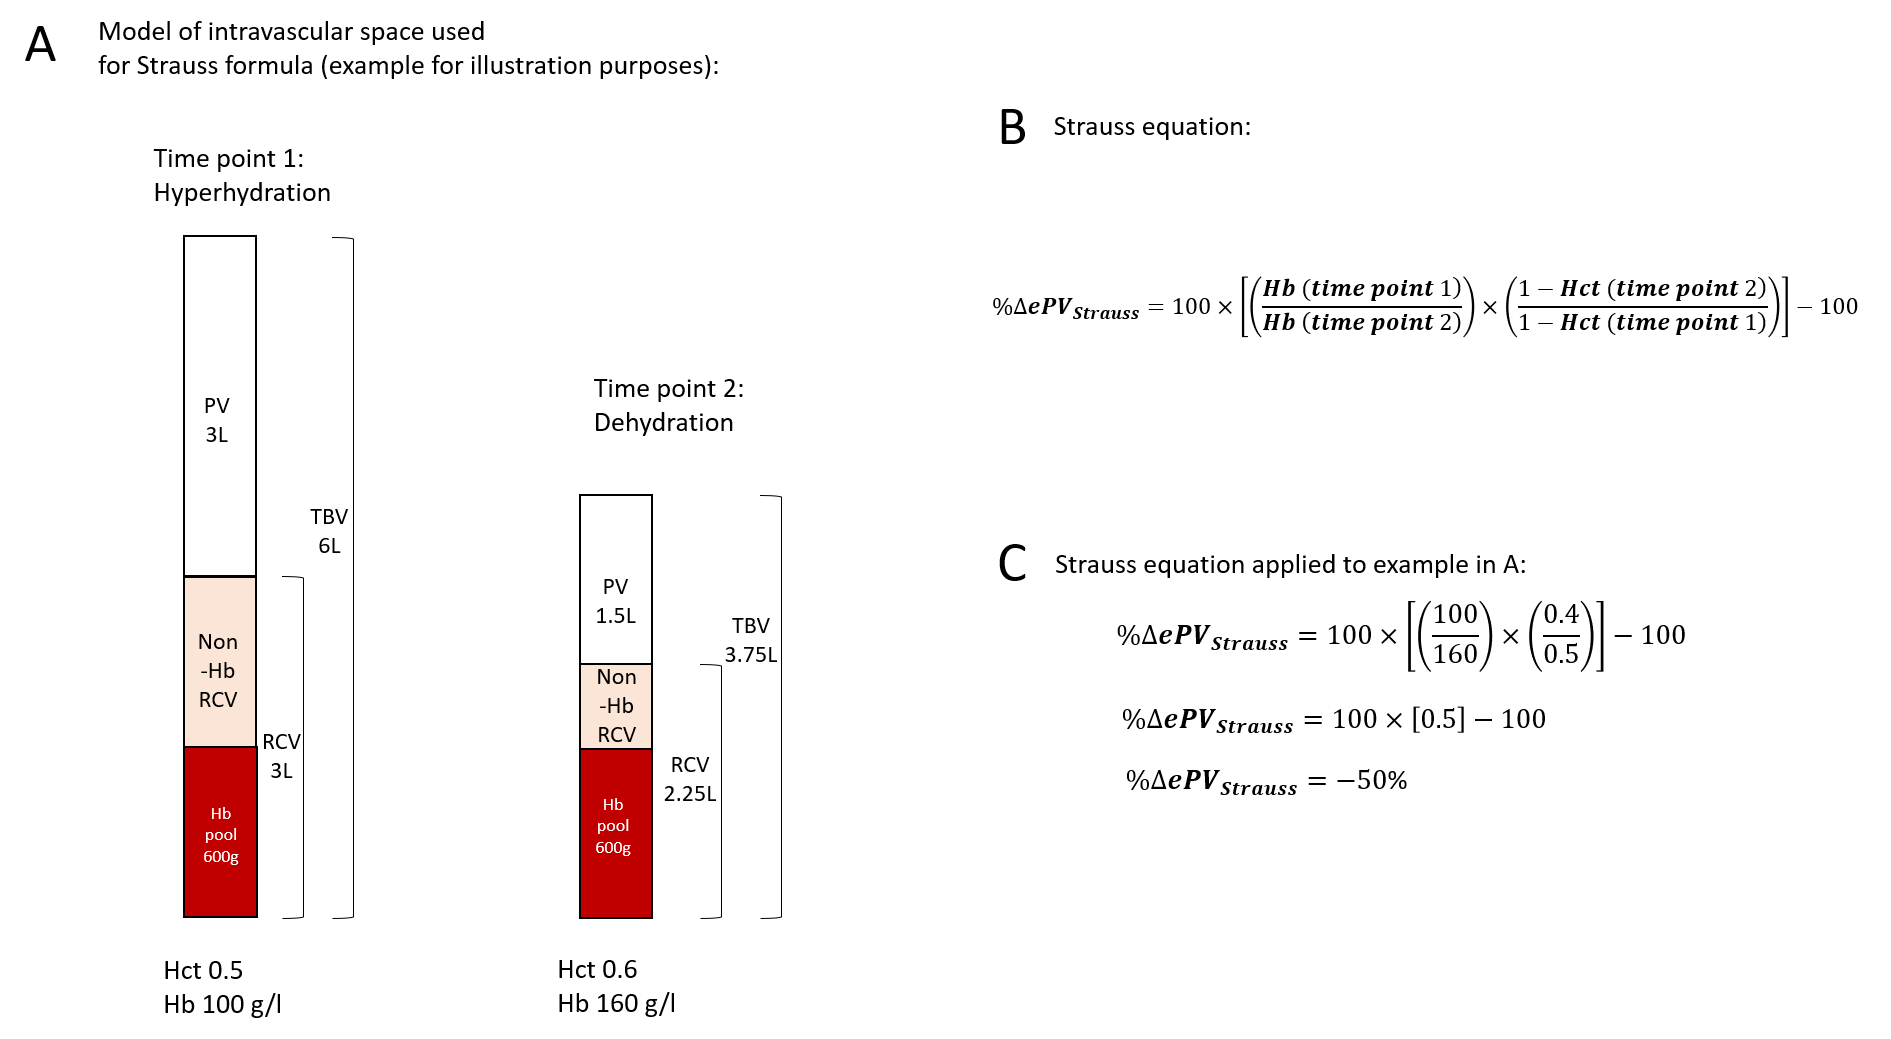 A
Model of intravascular space used
for Strauss formula (example for illustration purposes):
Time point 1:
Hyperhydration
PV
3L
TBV
6L
Non
-Hb
RCV
RCV
3L
Hb
pool
600g
Hct 0.5
Hb 100 g/l
Time point 2:
Dehydration
PV
1.5L
TBV
3.75L
Non
-Hb
RCV
RCV
2.25L
Hb
pool
600g
Hct 0.6
Hb 160 g/l
B
Strauss equation:
%ΔePV_Strauss = 100 × [(Hb (time point 1)/Hb (time point 2)) × (1 − Hct (time point 2)/1 − Hct (time point 1))] − 100
C
Strauss equation applied to example in A:
%ΔePV_Strauss = 100 × [(100/160) × (0.4/0.5)] − 100
%ΔePV_Strauss = 100 × [0.5] − 100
%ΔePV_Strauss = −50%